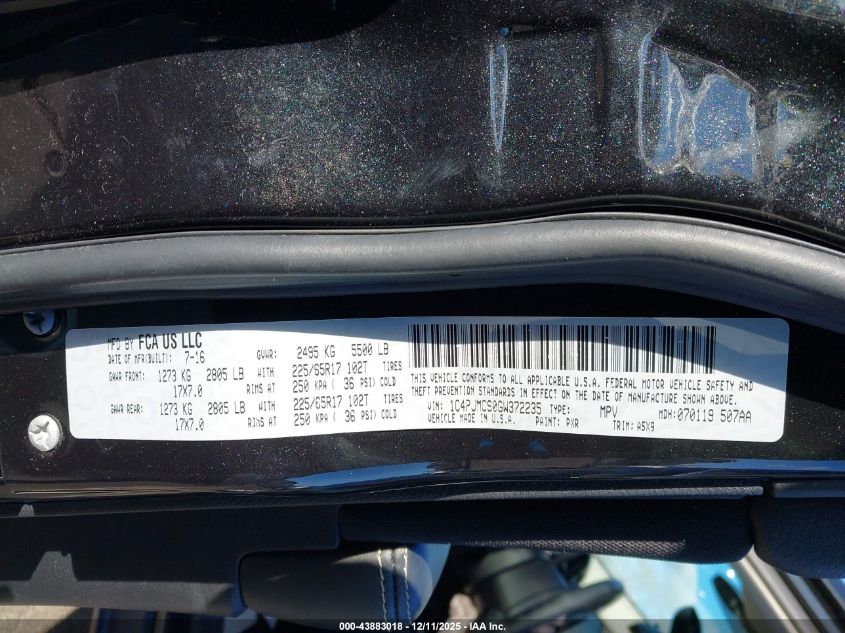 MFD BY FCA US LLC
DATE OF MFR(BUILT): 7-16 GVWR: 2495 KG 5500 LB
GAWR FRONT: 1273 KG 2805 LB WITH 225/65R17 102T TIRES
17X7.0 RIMS AT 250 KPA ( 36 PSI) COLD
GAWR REAR: 1273 KG 2805 LB WITH 225/65R17 102T TIRES
17X7.0 RIMS AT 250 KPA ( 36 PSI) COLD
THIS VEHICLE CONFORMS TO ALL APPLICABLE U.S.A. FEDERAL MOTOR VEHICLE SAFETY AND
THEFT PREVENTION STANDARDS IN EFFECT ON THE DATE OF MANUFACTURE SHOWN ABOVE.
VIN: 1C4PJMCS0GW372235 TYPE: MPV MDH: 070119 507AA
VEHICLE MADE IN U.S.A. PAINT: PXR TRIM: A5X9
000-43883018 - 12/11/2025 - IAA Inc.